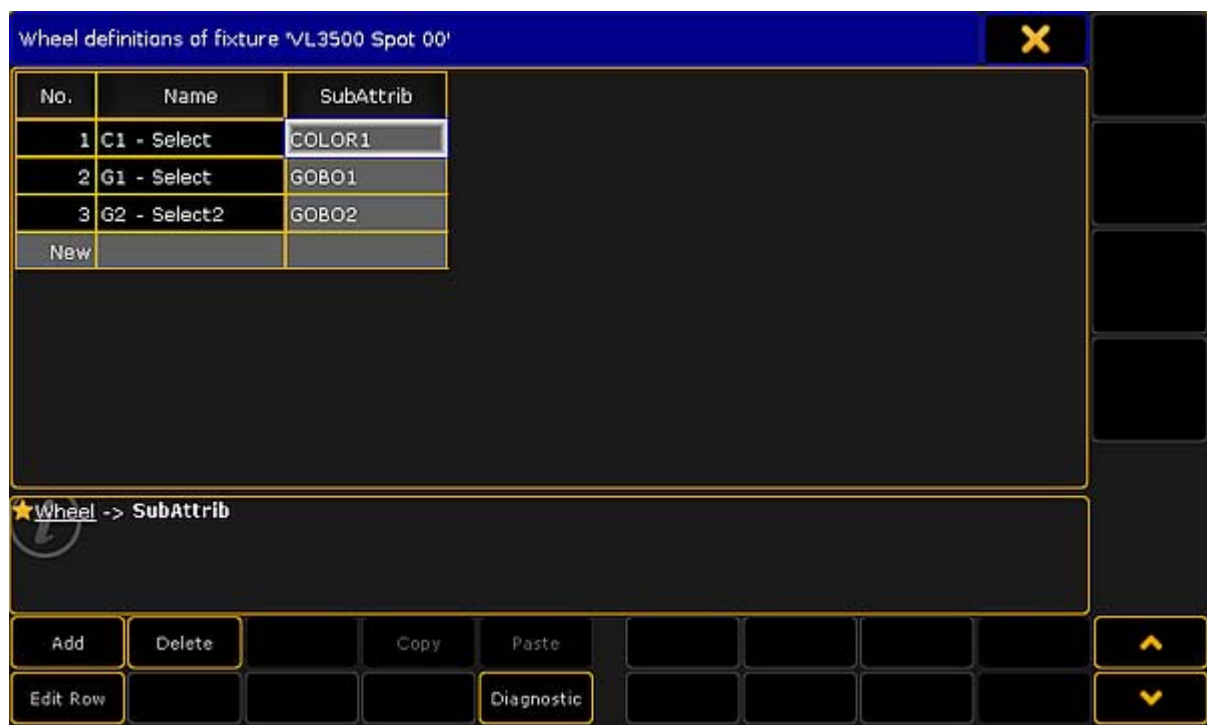 Wheel definitions of fixture 'VL3500 Spot 00'
No. Name SubAttrib
1 C1 - Select COLOR1
2 G1 - Select GOBO1
3 G2 - Select2 GOBO2
New
Wheel -> SubAttrib
Add Delete Copy Paste
Edit Row Diagnostic